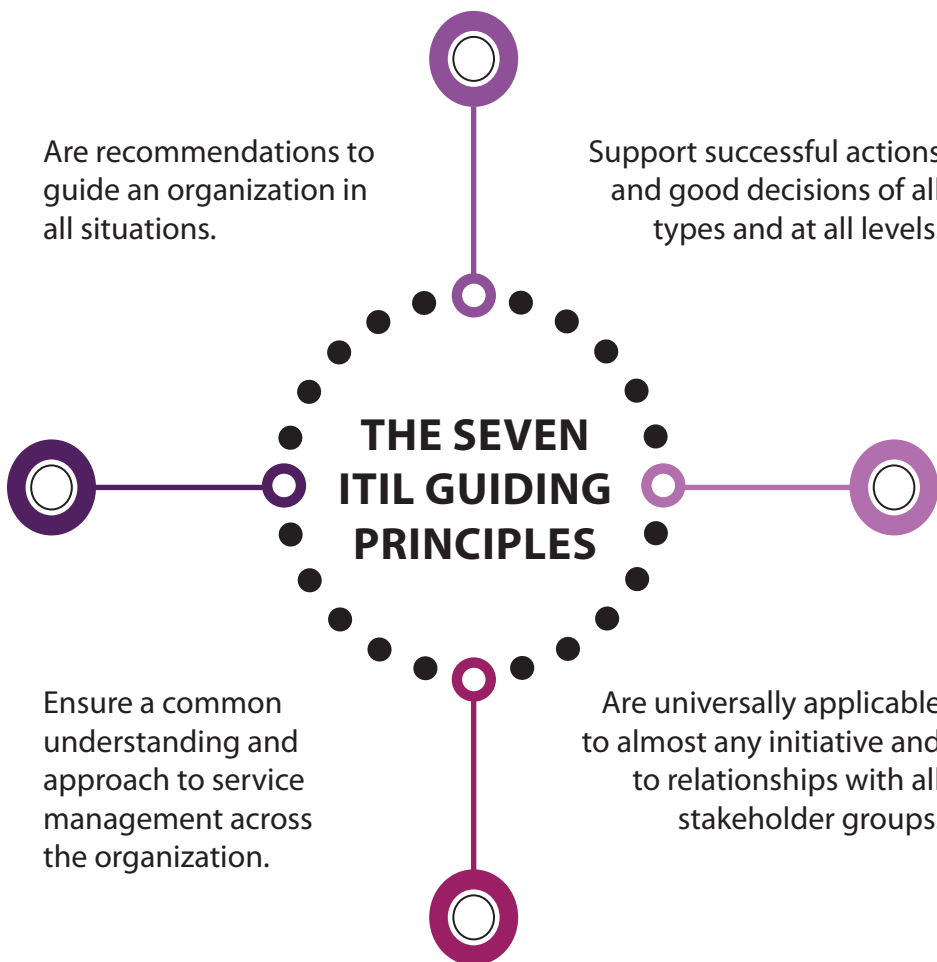 Are recommendations to
guide an organization in
all situations.
Support successful actions
and good decisions of all
types and at all levels.
THE SEVEN
ITIL GUIDING
PRINCIPLES
Ensure a common
understanding and
approach to service
management across
the organization.
Are universally applicable
to almost any initiative and
to relationships with all
stakeholder groups.